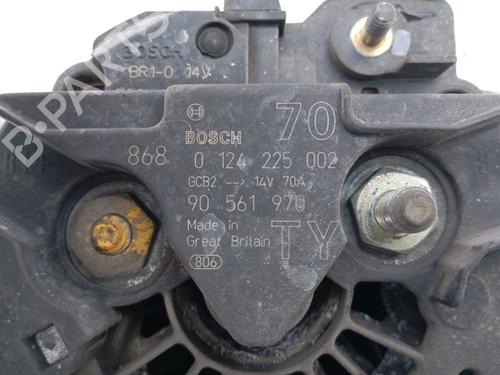 BOSCH
BR1-0 14V
BOSCH 70
868 0 124 225 002
GCB2 --> 14V 70A
90 561 970
Made in
Great Britain TY
806
B-Parts